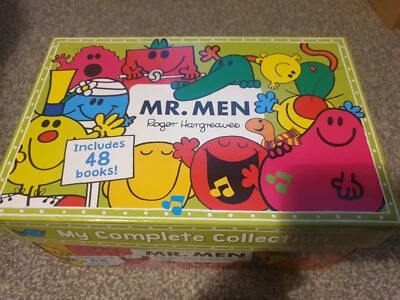 MR. MEN
Roger Hargreaves
Includes
48
books!
My Complete Collection
MR. MEN